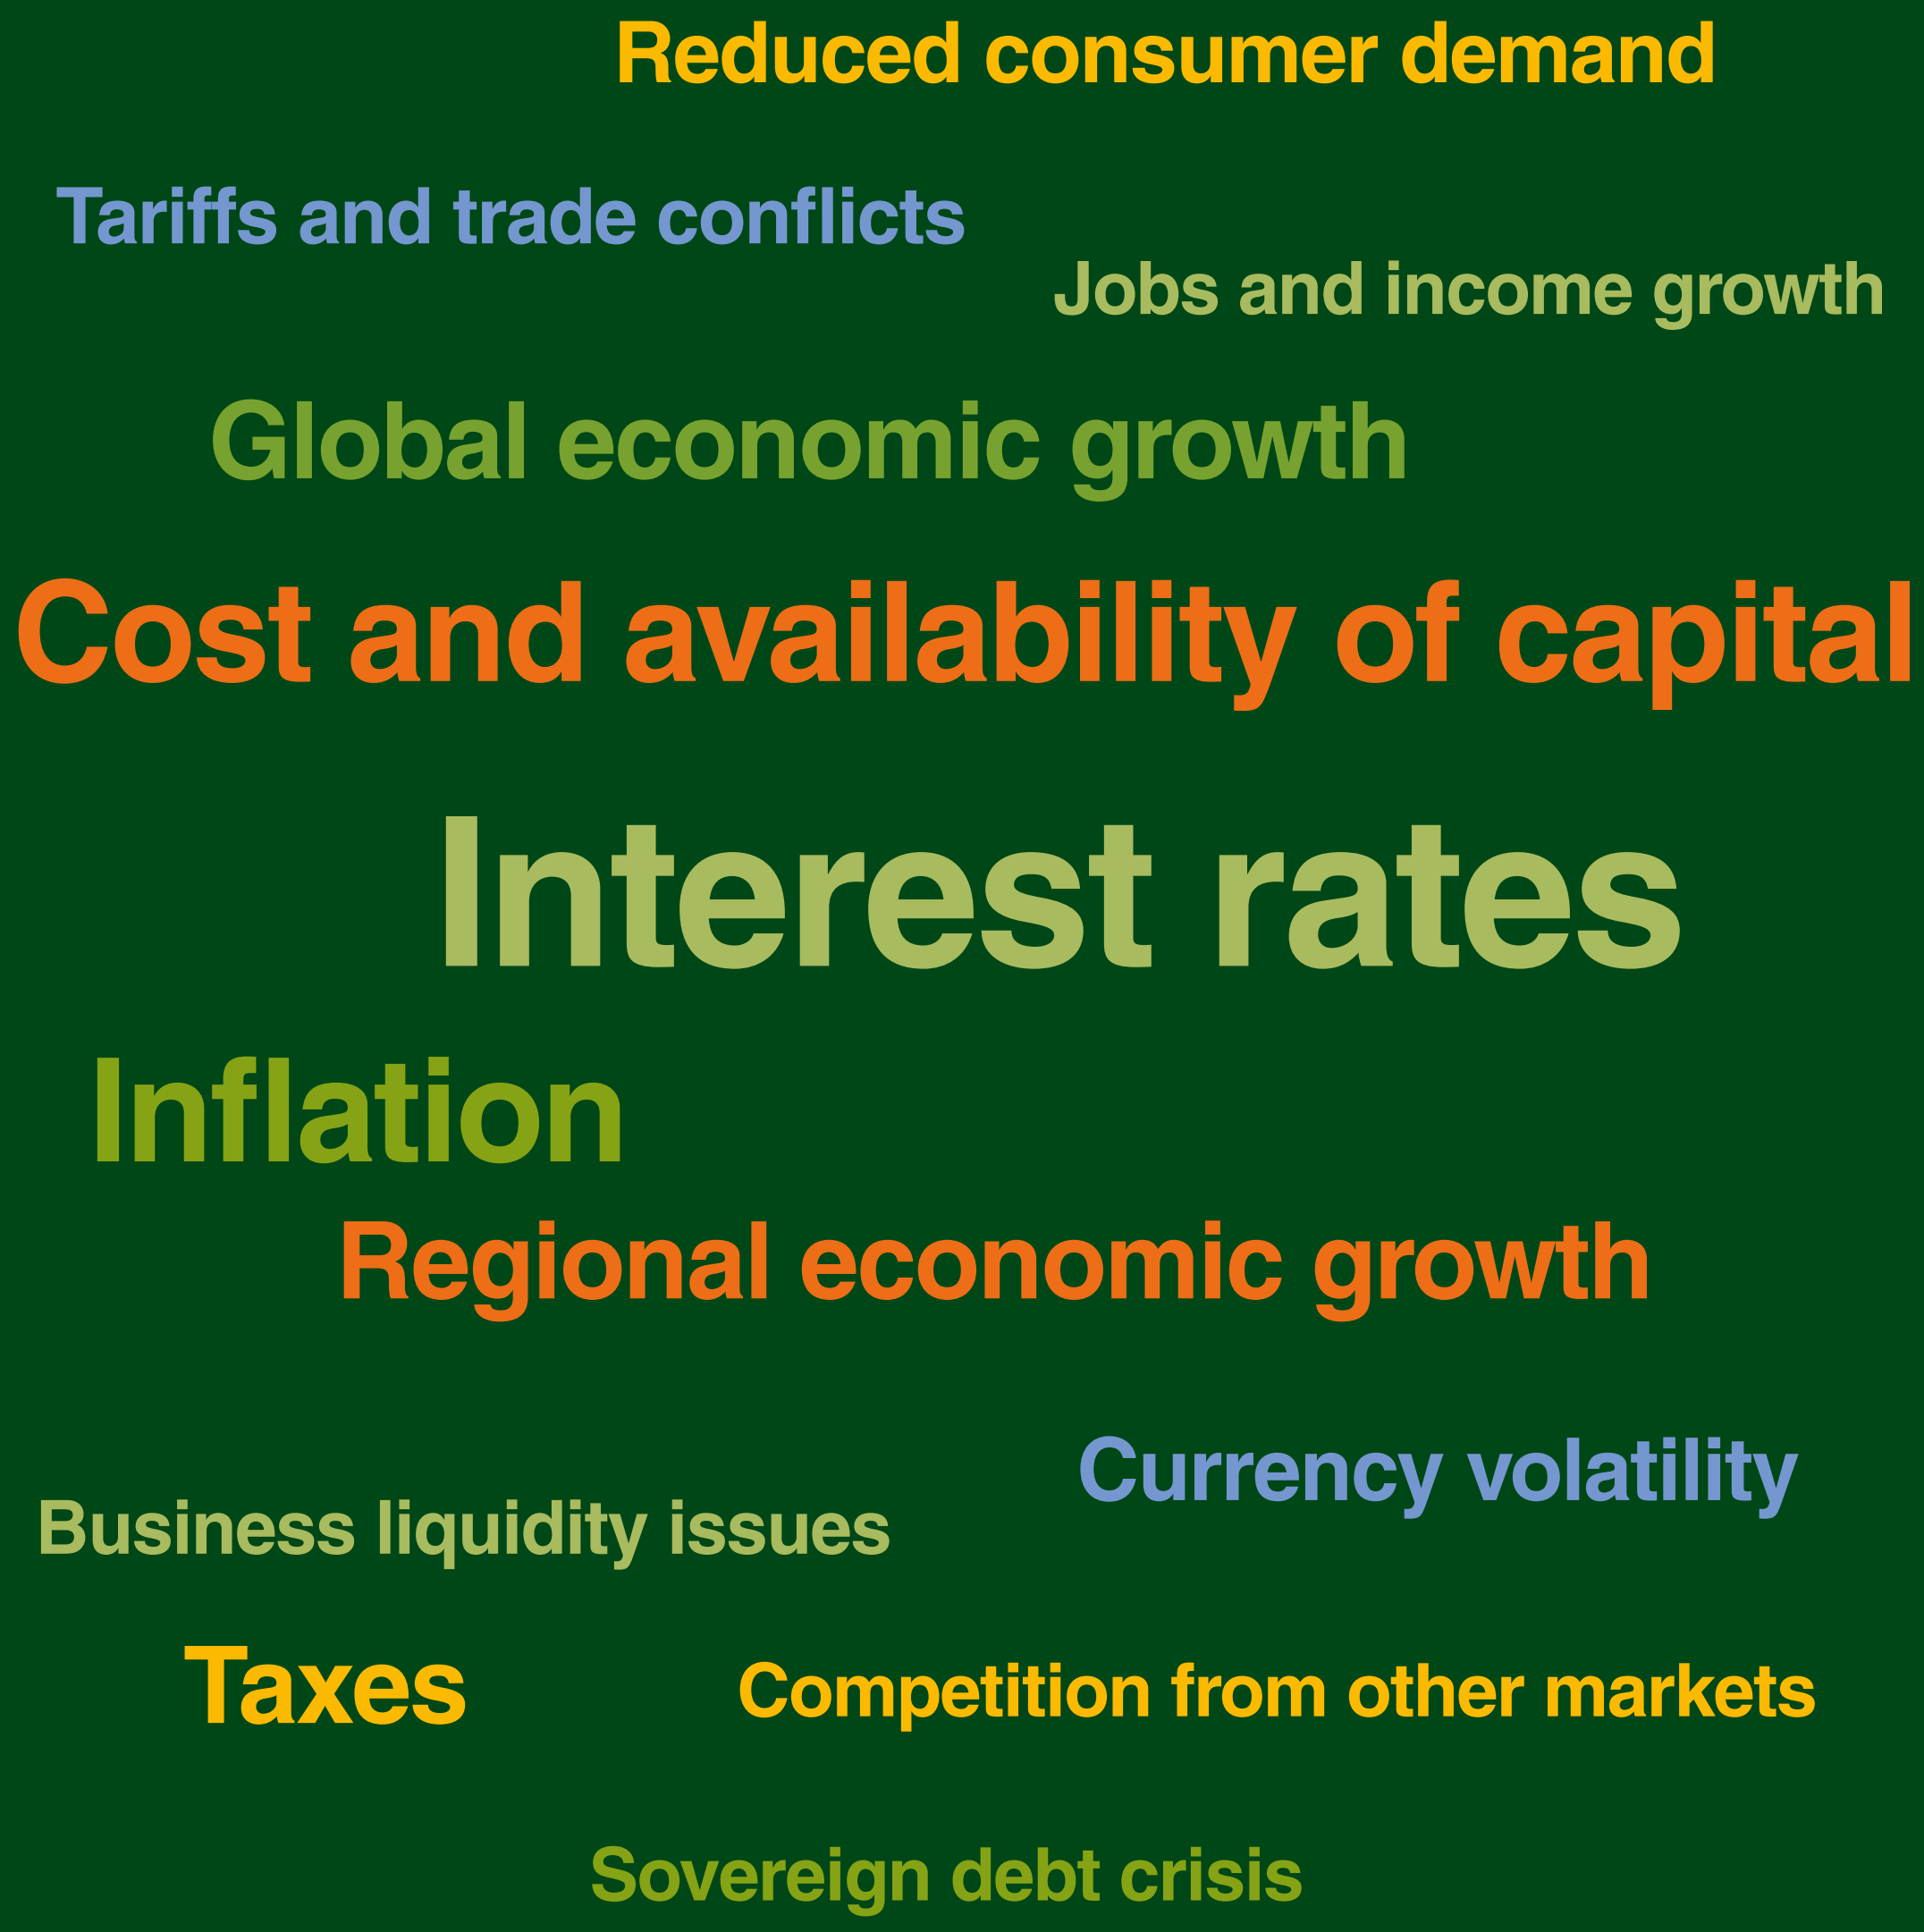 Reduced consumer demand
Tariffs and trade conflicts
Jobs and income growth
Global economic growth
Cost and availability of capital
Interest rates
Inflation
Regional economic growth
Currency volatility
Business liquidity issues
Taxes
Competition from other markets
Sovereign debt crisis